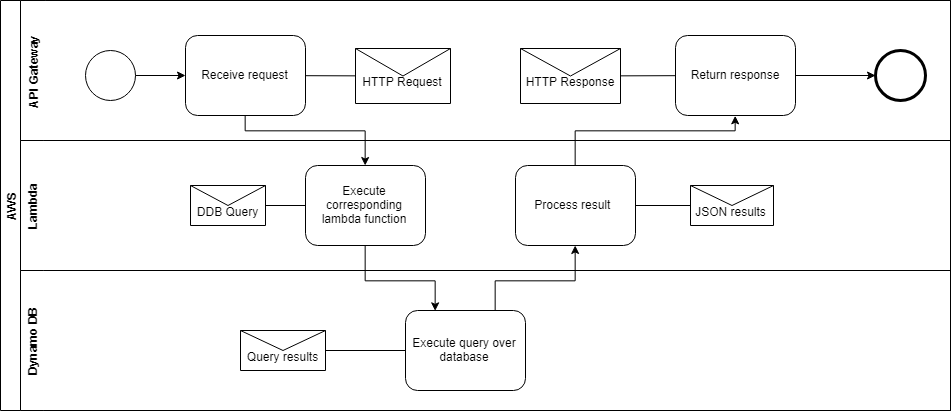 AWS
API Gateway
Receive request
HTTP Request
HTTP Response
Return response
Lambda
DDB Query
Execute
corresponding
lambda function
Process result
JSON results
Dynamo DB
Query results
Execute query over
database